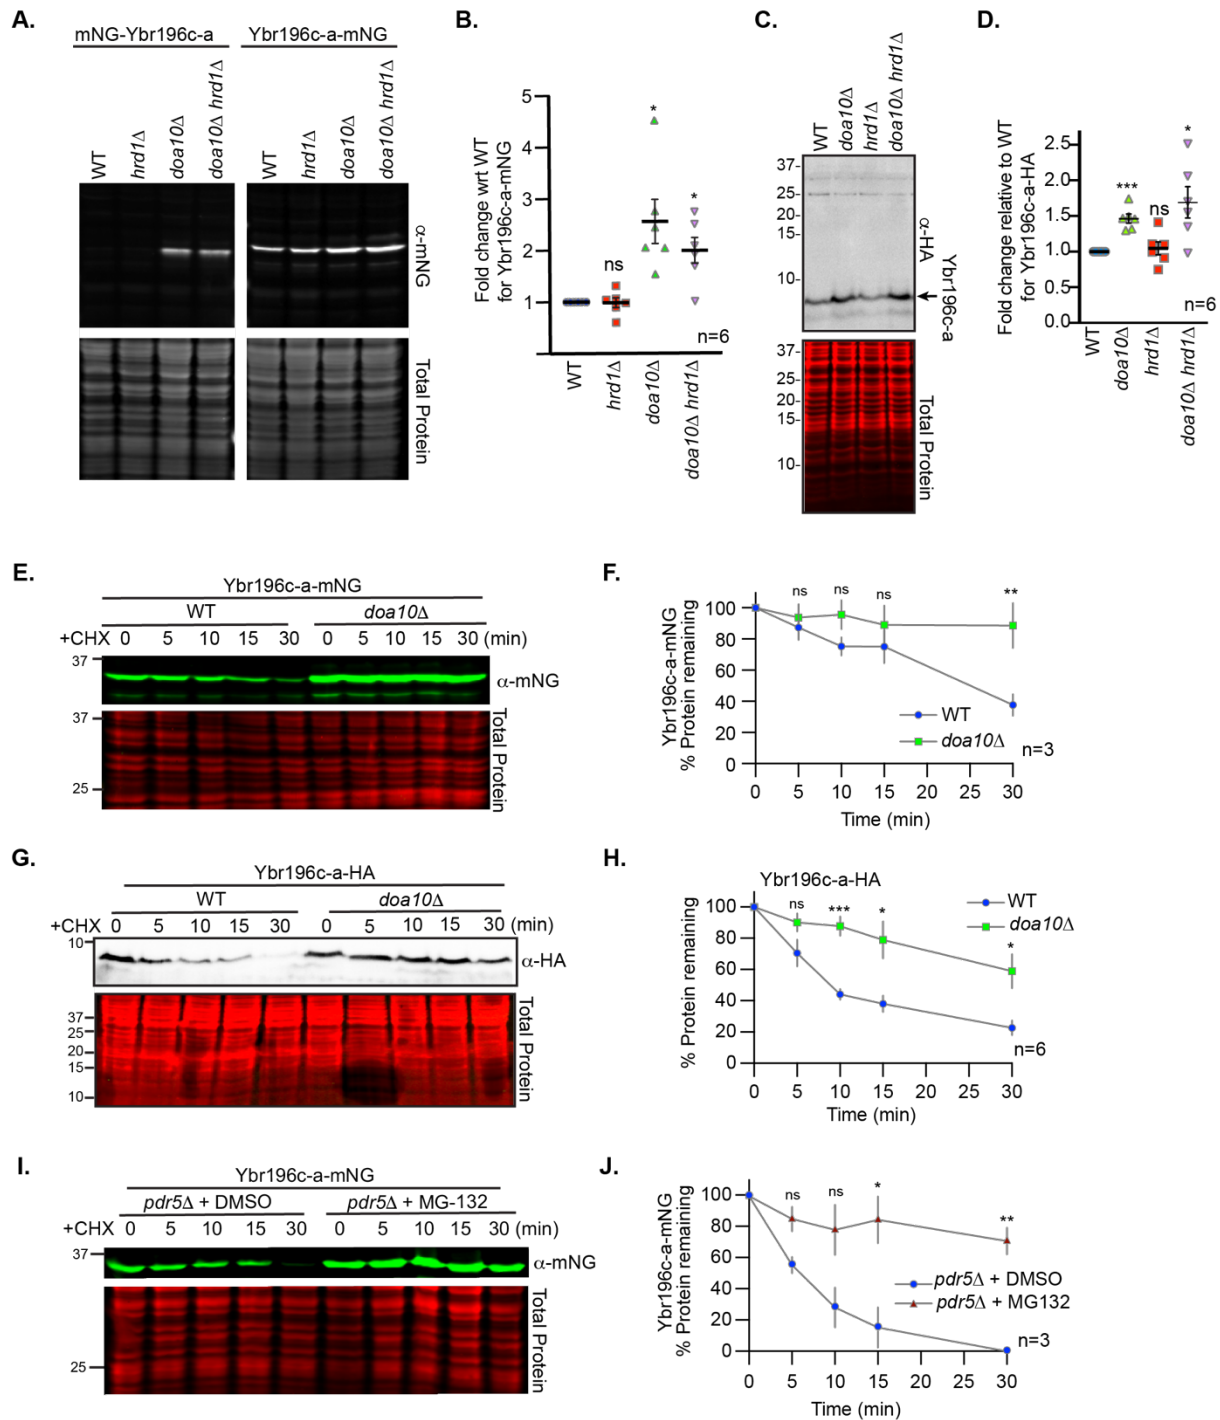 A.
mNG-Ybr196c-a
Ybr196c-a-mNG
WT
hrd1Δ
doa10Δ
doa10Δ hrd1Δ
WT
hrd1Δ
doa10Δ
doa10Δ hrd1Δ
α-mNG
Total Protein
B.
Fold change wrt WT
for Ybr196c-a-mNG
5
4
3
2
1
*
*
ns
n=6
WT
hrd1Δ
doa10Δ
doa10Δ hrd1Δ
C.
WT
doa10Δ
hrd1Δ
doa10Δ hrd1Δ
37-
25-
20-
15-
10-
α-HA
Ybr196c-a
37-
25-
20-
15-
10-
Total Protein
D.
Fold change relative to WT
for Ybr196c-a-HA
2.5
2.0
1.5
1.0
0.5
0.0
***
ns
*
n=6
WT
doa10Δ
hrd1Δ
doa10Δ hrd1Δ
E.
Ybr196c-a-mNG
WT
doa10Δ
+CHX 0 5 10 15 30 0 5 10 15 30 (min)
37
α-mNG
37
25
Total Protein
F.
Ybr196c-a-mNG
% Protein remaining
100
80
60
40
20
0
ns
ns
ns
**
WT
doa10Δ
n=3
0 5 10 15 20 25 30
Time (min)
G.
Ybr196c-a-HA
WT
doa10Δ
+CHX 0 5 10 15 30 0 5 10 15 30 (min)
10
α-HA
37
25
20
15
10
Total Protein
H.
Ybr196c-a-HA
% Protein remaining
100
80
60
40
20
0
ns
***
*
*
WT
doa10Δ
n=6
0 5 10 15 20 25 30
Time (min)
I.
Ybr196c-a-mNG
pdr5Δ + DMSO
pdr5Δ + MG-132
+CHX 0 5 10 15 30 0 5 10 15 30 (min)
37
α-mNG
25
Total Protein
J.
Ybr196c-a-mNG
% Protein remaining
100
80
60
40
20
0
ns
ns
*
**
pdr5Δ + DMSO
pdr5Δ + MG132
n=3
0 5 10 15 20 25 30
Time (min)